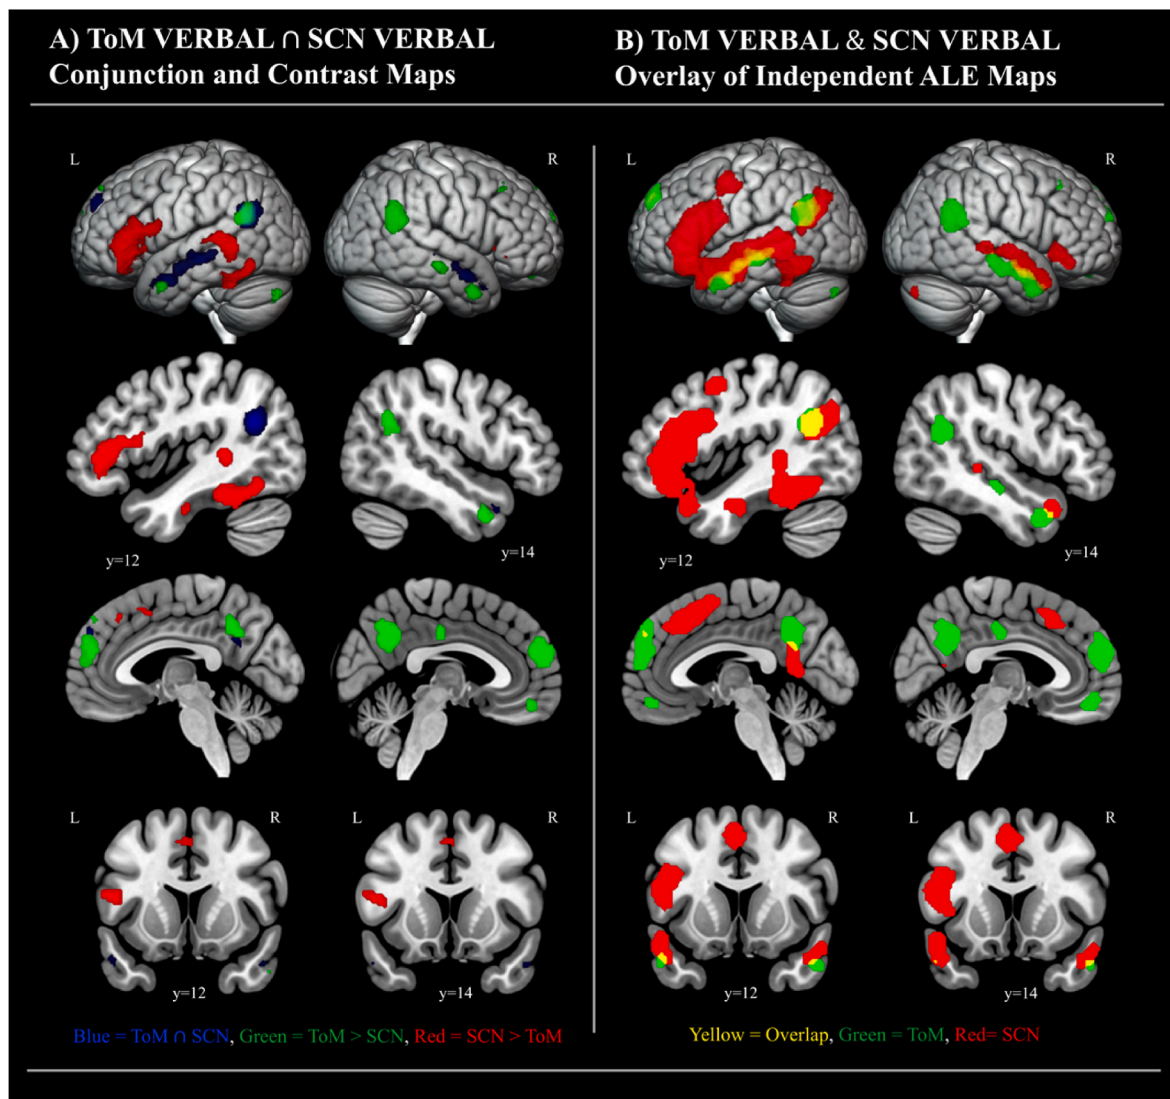 A) ToM VERBAL ∩ SCN VERBAL
Conjunction and Contrast Maps
B) ToM VERBAL & SCN VERBAL
Overlay of Independent ALE Maps
L
R
L
R
y=12
y=14
y=12
y=14
L
R
L
R
y=12
y=14
y=12
y=14
Blue = ToM ∩ SCN, Green = ToM > SCN, Red = SCN > ToM
Yellow = Overlap, Green = ToM, Red= SCN